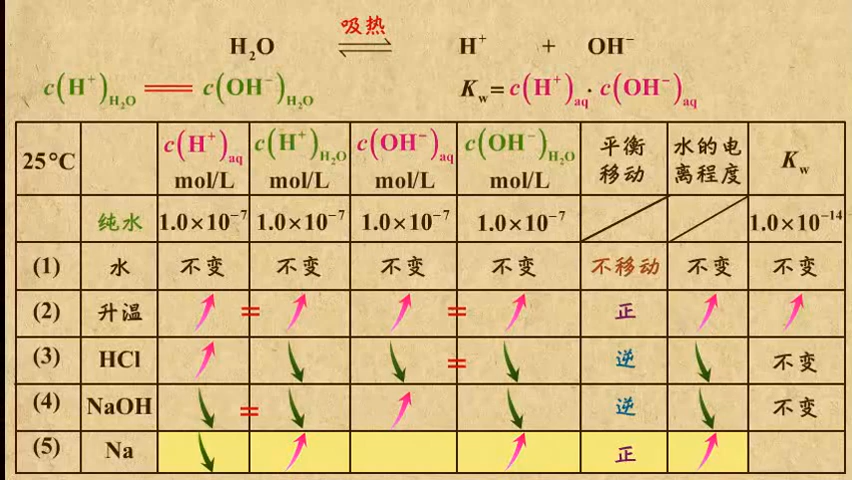 吸热
H₂O ⇌ H⁺ + OH⁻
c(H⁺)H₂O = c(OH⁻)H₂O Kw=c(H⁺)aq·c(OH⁻)aq
25°C c(H⁺)aq mol/L c(H⁺)H₂O mol/L c(OH⁻)aq mol/L c(OH⁻)H₂O mol/L 平衡移动 水的电离程度 Kw
纯水 1.0×10⁻⁷ 1.0×10⁻⁷ 1.0×10⁻⁷ 1.0×10⁻⁷ 1.0×10⁻¹⁴
(1) 水 不变 不变 不变 不变 不移动 不变 不变
(2) 升温 ↑ = ↑ ↑ = ↑ 正 ↑ ↑
(3) HCl ↑ ↓ ↓ = ↓ 逆 ↓ 不变
(4) NaOH ↓ = ↓ ↑ ↓ 逆 ↓ 不变
(5) Na ↓ ↑ ↑ 正 ↑